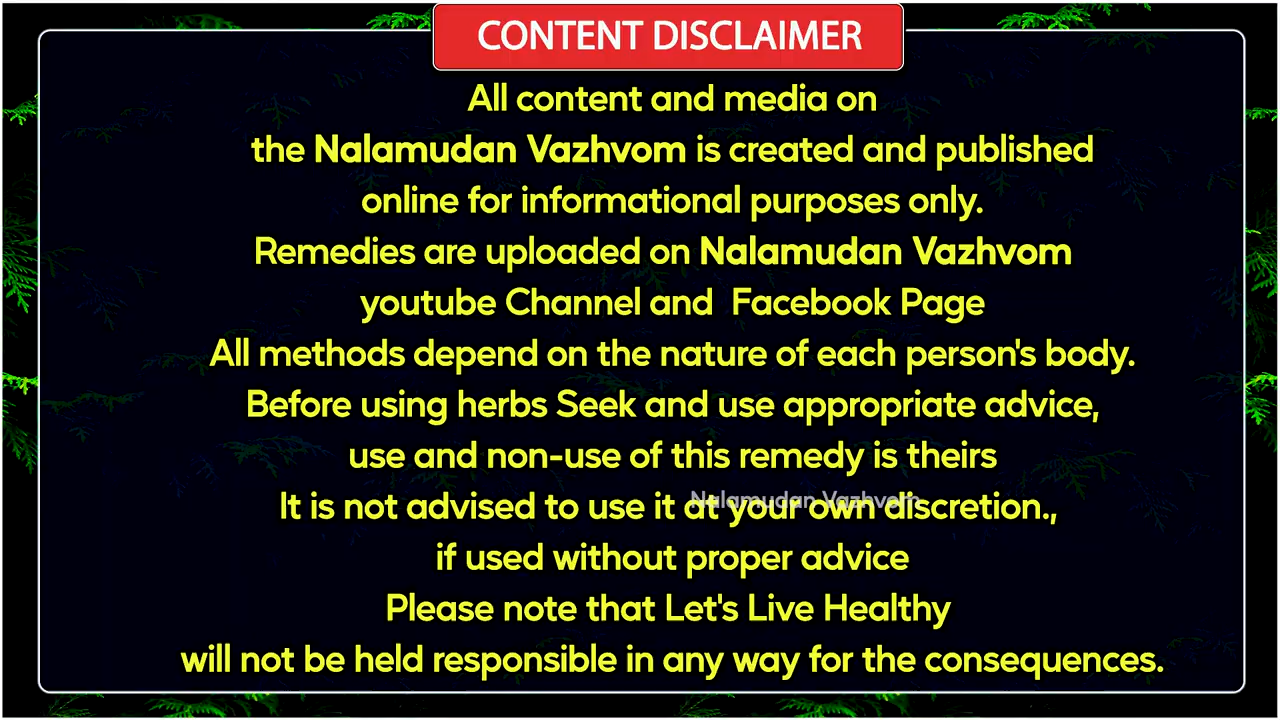 CONTENT DISCLAIMER
All content and media on
the Nalamudan Vazhvom is created and published
online for informational purposes only.
Remedies are uploaded on Nalamudan Vazhvom
youtube Channel and Facebook Page
All methods depend on the nature of each person's body.
Before using herbs Seek and use appropriate advice,
use and non-use of this remedy is theirs
It is not advised to use it at your own discretion.,
Nalamudan Vazhvom
if used without proper advice
Please note that Let's Live Healthy
will not be held responsible in any way for the consequences.